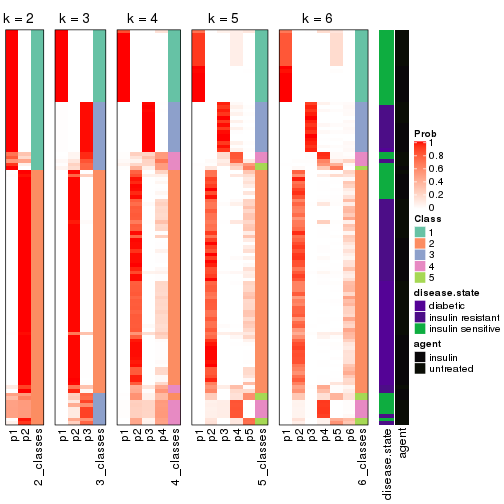 k = 2
k = 3
k = 4
k = 5
k = 6
p1
p2
2_classes
p1
p2
p3
3_classes
p1
p2
p3
p4
4_classes
p1
p2
p3
p4
p5
5_classes
p1
p2
p3
p4
p5
p6
6_classes
disease.state
agent
Prob
1
0.8
0.6
0.4
0.2
0
Class
1
2
3
4
5
disease.state
diabetic
insulin resistant
insulin sensitive
agent
insulin
untreated